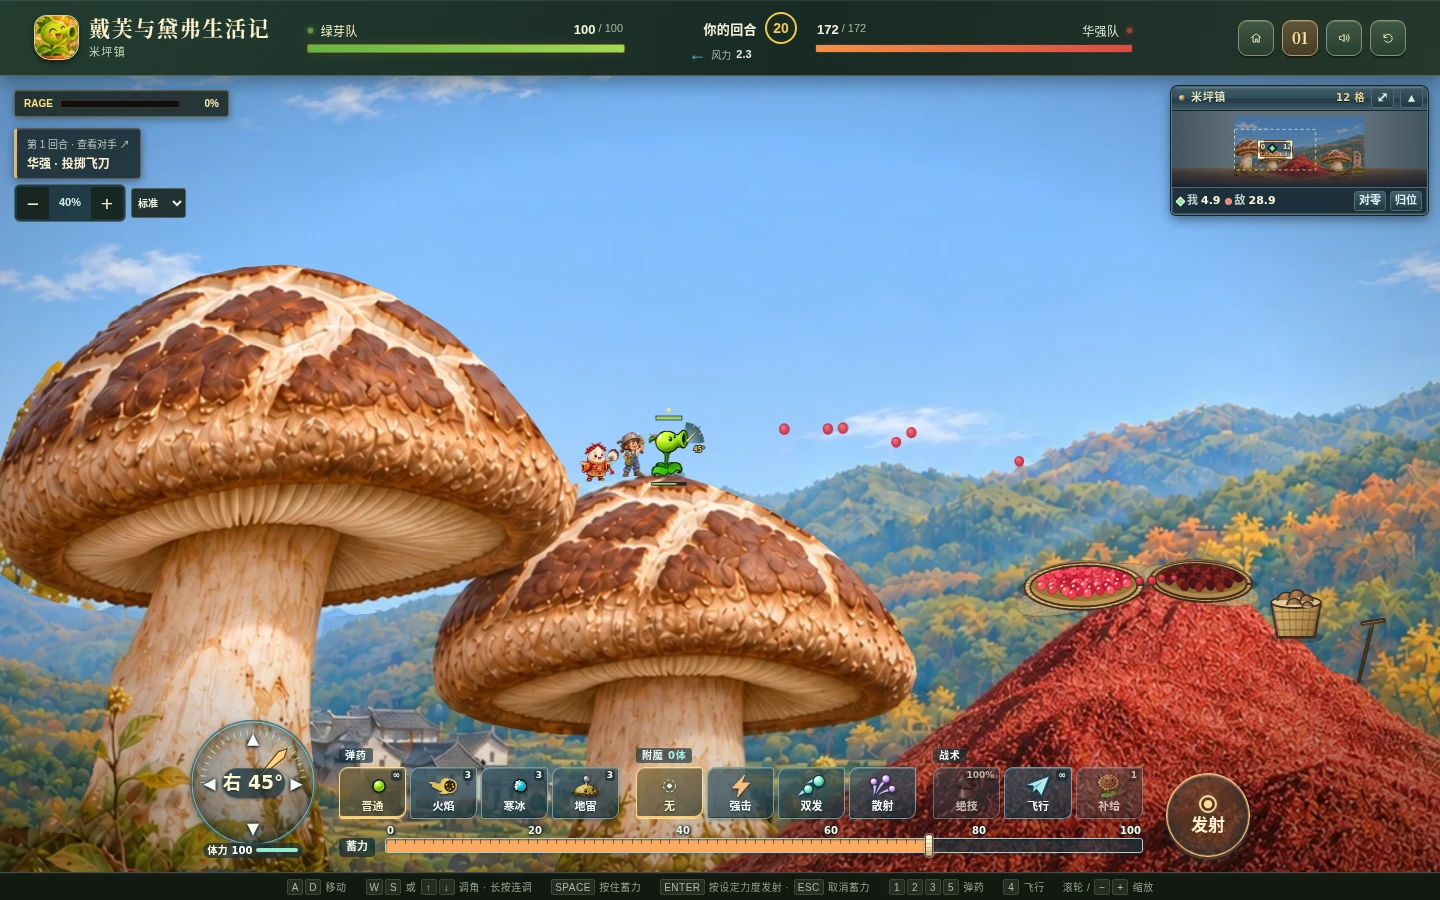 戴芙与黛弗生活记
米坪镇
绿芽队
100 / 100
你的回合
20
← 风力 2.3
172 / 172
华强队
01
RAGE 0%
第 1 回合 · 查看对手 ↗
华强 · 投掷飞刀
− 40% +
标准
米坪镇
12 格
我 4.9
敌 28.9
对零
归位
45°
右 45°
体力 100
弹药
∞
普通
3
火焰
3
寒冰
3
地留
附魔 0体
无
强击
双发
散射
战术
100%
绝技
∞
飞行
1
补给
0 20 40 60 80 100
蓄力
发射
A D 移动
W S 或 ↑ ↓ 调角 · 长按连调
SPACE 按住蓄力
ENTER 按设定力度发射 · ESC 取消蓄力
1 2 3 5 弹药
4 飞行
滚轮 / − + 缩放